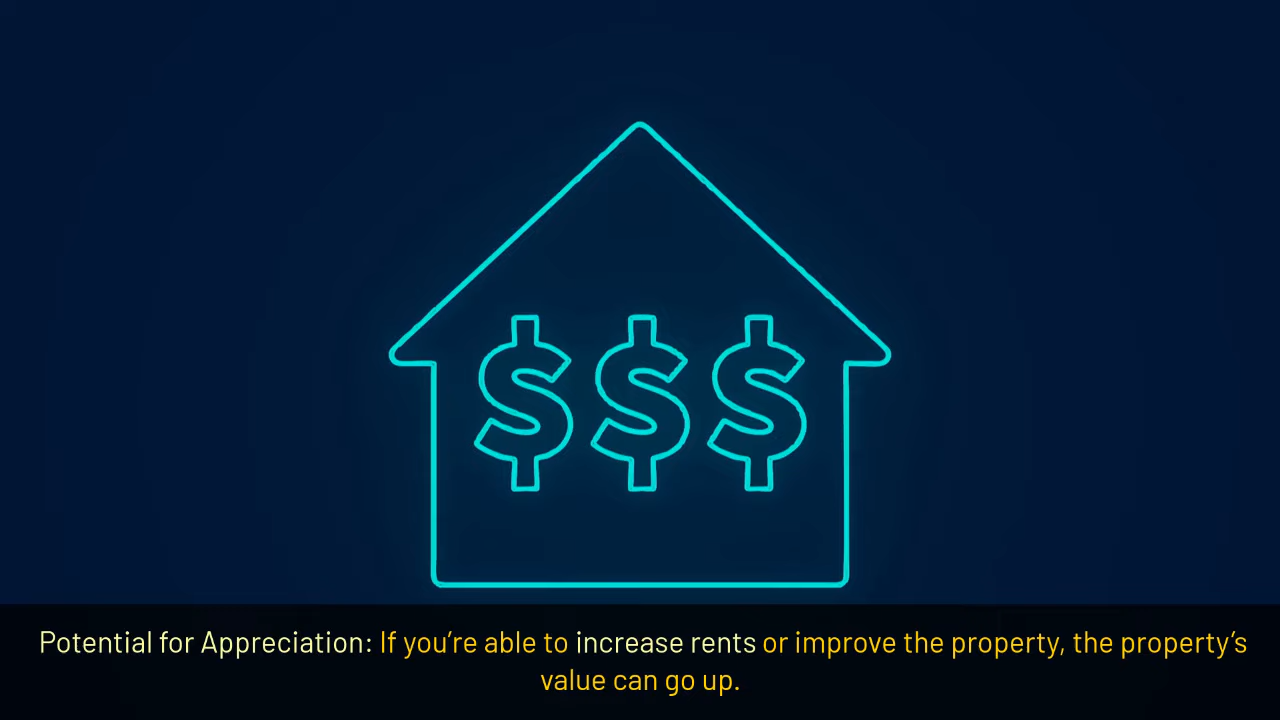 $$$
Potential for Appreciation: If you’re able to increase rents or improve the property, the property’s
value can go up.